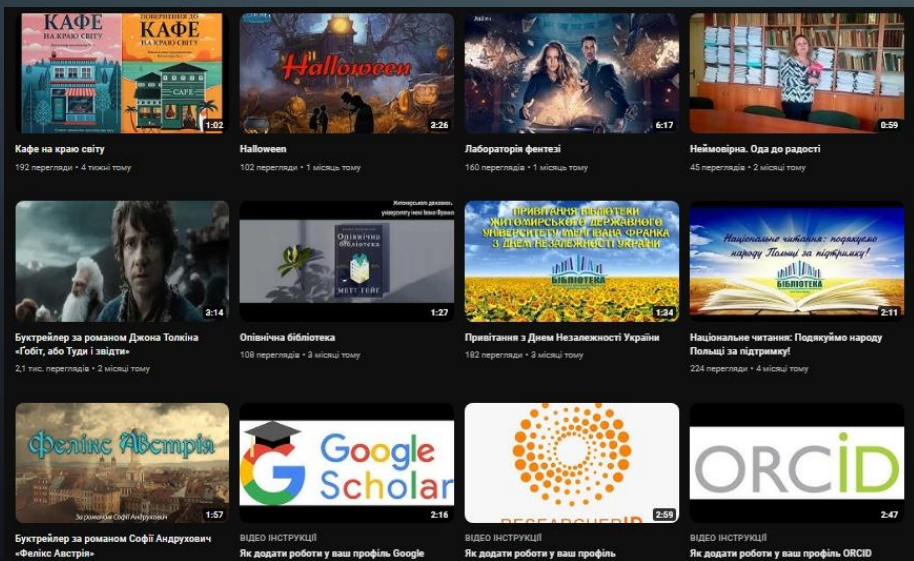 КАФЕ
НА КРАЮ СВІТУ
ПОВЕРНЕННЯ ДО
КАФЕ
НА КРАЮ СВІТУ
CAFE
1:02
Halloween
3:26
6:17
0:59
Кафе на краю світу
192 перегляди • 4 тижні тому
Halloween
102 перегляди • 1 місяць тому
Лабораторія фентезі
160 переглядів • 1 місяць тому
Неймовірна. Ода до радості
45 переглядів • 2 місяці тому
3:14
Житомирського державного
університету імені Івана Франка
Опівнічна
бібліотека
МЕТТ ГЕЙГ
1:27
ПРИВІТАННЯ БІБЛІОТЕКИ
ЖИТОМИРСЬКОГО ДЕРЖАВНОГО
УНІВЕРСИТЕТУ ІМЕНІ ІВАНА ФРАНКА
З ДНЕМ НЕЗАЛЕЖНОСТІ УКРАЇНИ
БІБЛІОТЕКА
1:34
Національне читання: подякуємо
народу Польщі за підтримку!
БІБЛІОТЕКА
2:11
Буктрейлер за романом Джона Толкіна
«Гобіт, або Туди і звідти»
2,1 тис. переглядів • 2 місяці тому
Опівнічна бібліотека
108 переглядів • 3 місяці тому
Привітання з Днем Незалежності України
182 перегляди • 3 місяці тому
Національне читання: Подякуймо народу
Польщі за підтримку!
224 перегляди • 4 місяці тому
Фелікс Австрія
За романом Софії Андрухович
1:57
Google
Scholar
2:16
RESEARCHERID
2:59
ORCID
2:47
Буктрейлер за романом Софії Андрухович
«Фелікс Австрія»
ВІДЕО ІНСТРУКЦІЇ
Як додати роботи у ваш профіль Google
ВІДЕО ІНСТРУКЦІЇ
Як додати роботи у ваш профіль
ВІДЕО ІНСТРУКЦІЇ
Як додати роботи у ваш профіль ORCID